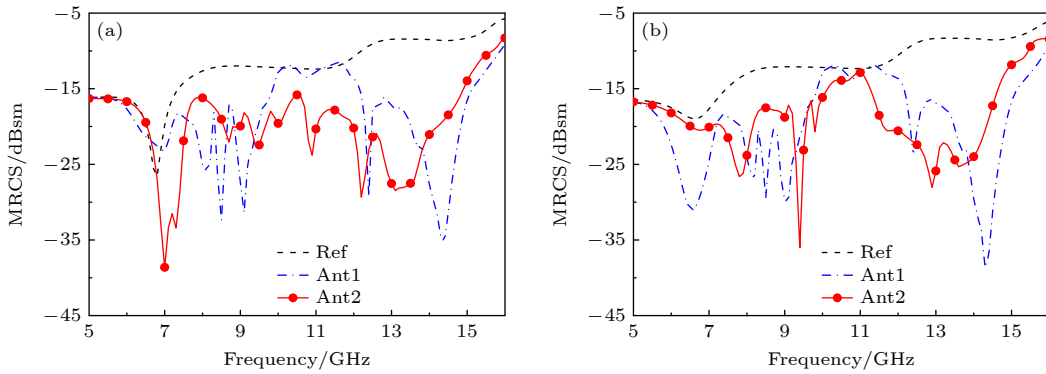 (a)
MRCS/dBsm
−5
−15
−25
−35
−45
Ref
Ant1
Ant2
5 7 9 11 13 15
Frequency/GHz
(b)
MRCS/dBsm
−5
−15
−25
−35
−45
Ref
Ant1
Ant2
5 7 9 11 13 15
Frequency/GHz